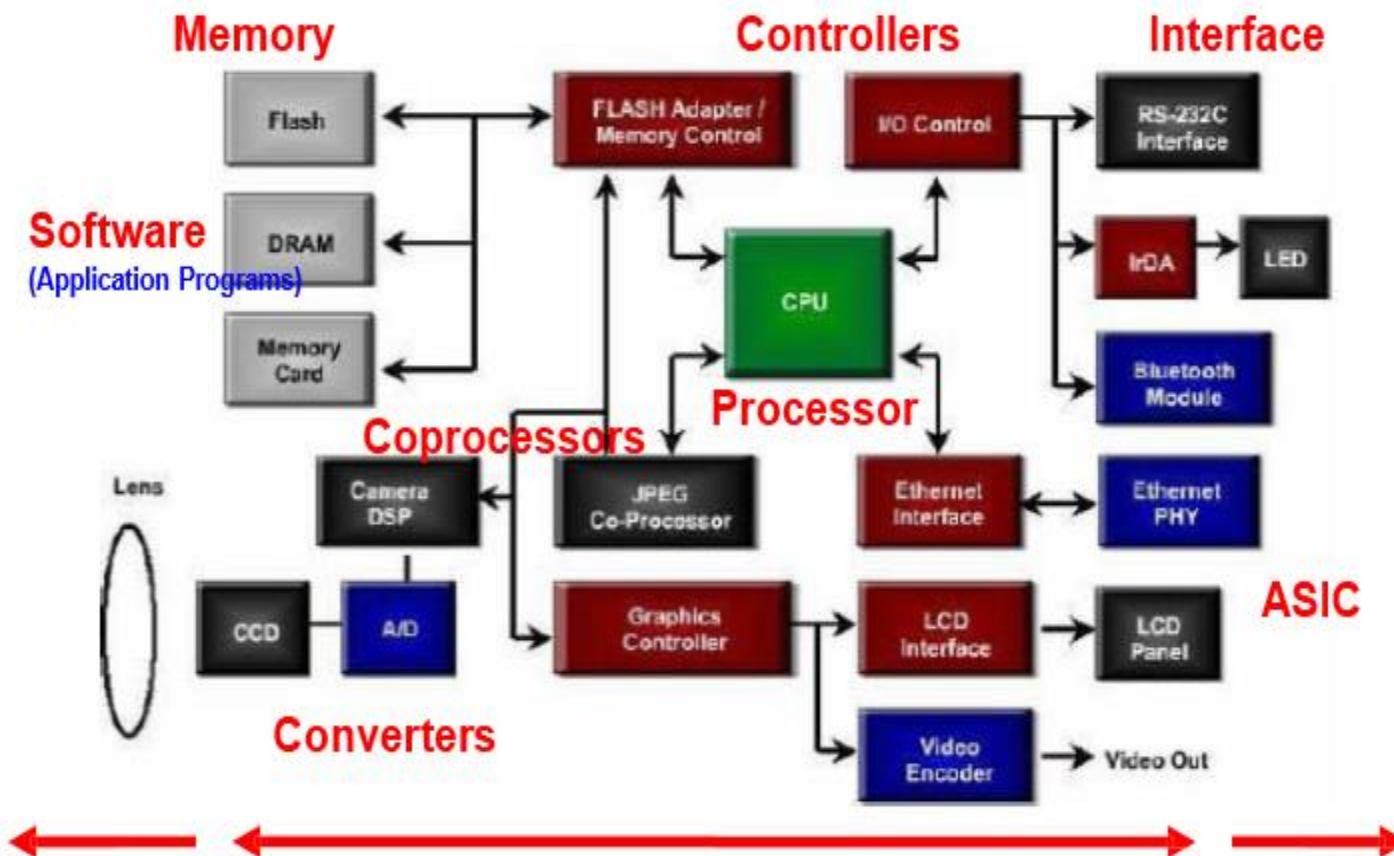 Memory
Controllers
Interface
Flash
FLASH Adapter /
Memory Control
I/O Control
RS-232C
Interface
Software
(Application Programs)
DRAM
CPU
IrDA
LED
Memory
Card
Bluetooth
Module
Coprocessors
Processor
Lens
Camera
DSP
JPEG
Co-Processor
Ethernet
Interface
Ethernet
PHY
CCD
A/D
Graphics
Controller
LCD
Interface
LCD
Panel
ASIC
Converters
Video
Encoder
Video Out